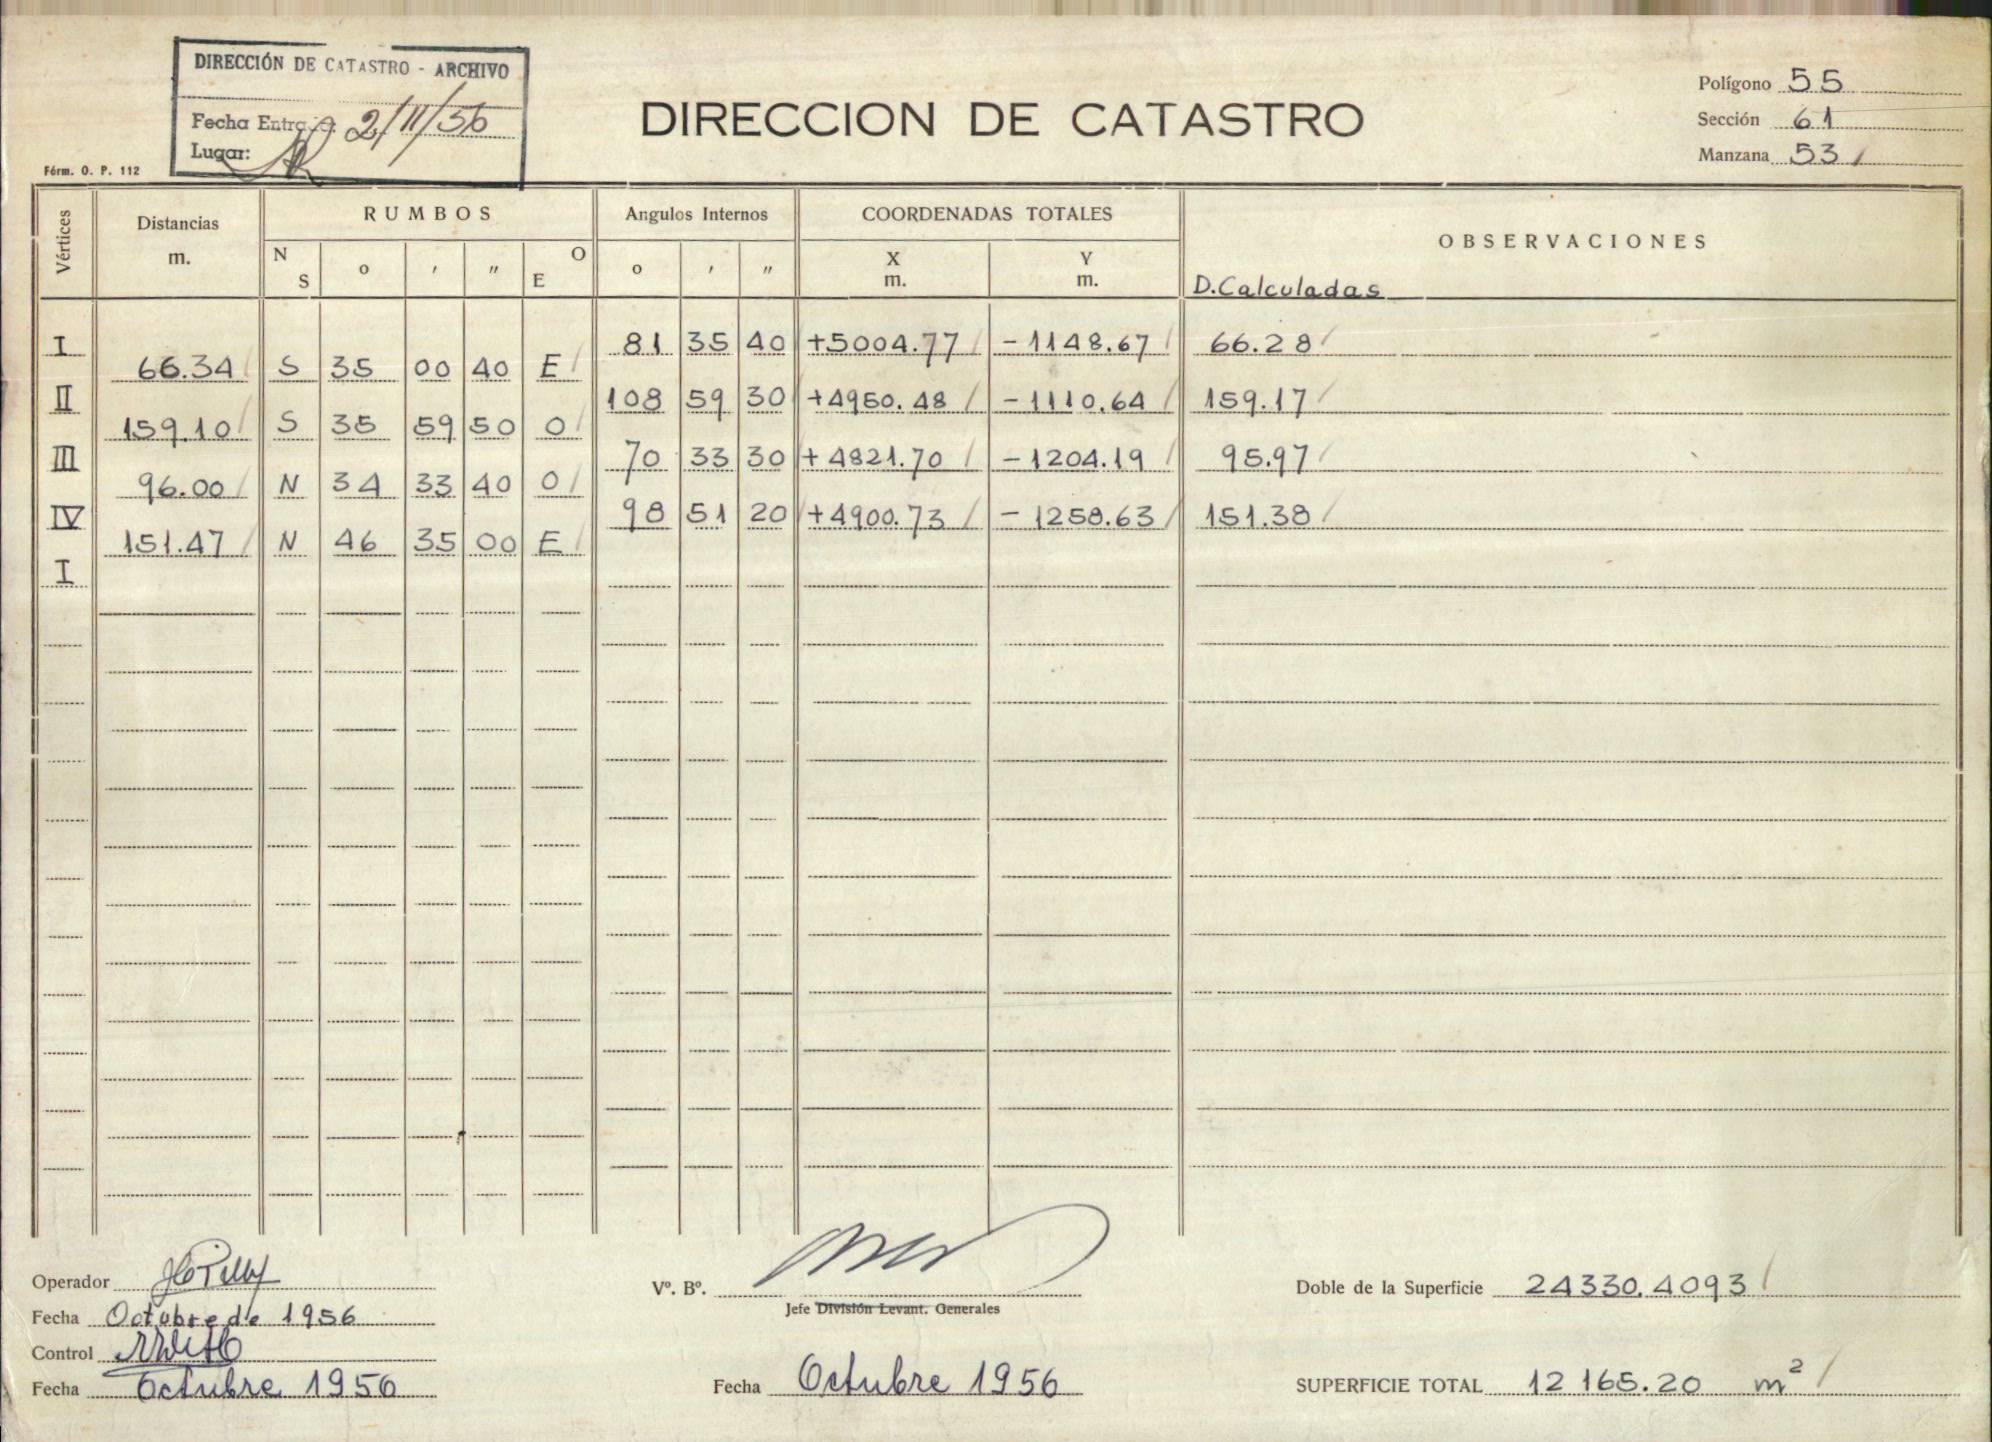 DIRECCIÓN DE CATASTRO - ARCHIVO
Fecha Entra 2/11/56
Lugar:
Fórm. O. P. 112
DIRECCION DE CATASTRO
Polígono 55
Sección 61
Manzana 53
Vértices Distancias m. RUMBOS Angulos Internos COORDENADAS TOTALES OBSERVACIONES
N S o ' " E O o ' " X m. Y m. D. Calculadas
I 81 35 40 +5004.77 -1148.67 66.28
66.34 S 35 00 40 E
II 108 59 30 +4950.48 -1110.64 159.17
159.10 S 35 59 50 O
III 70 33 30 +4821.70 -1204.19 95.97
96.00 N 34 33 40 O
IV 98 51 20 +4900.73 -1258.63 151.38
151.47 N 46 35 00 E
I
Operador
Fecha Octubre de 1956
Control
Fecha Octubre 1956
Vº. Bº.
Jefe División Levant. Generales
Fecha Octubre 1956
Doble de la Superficie 24330.4093
SUPERFICIE TOTAL 12 165.20 m²